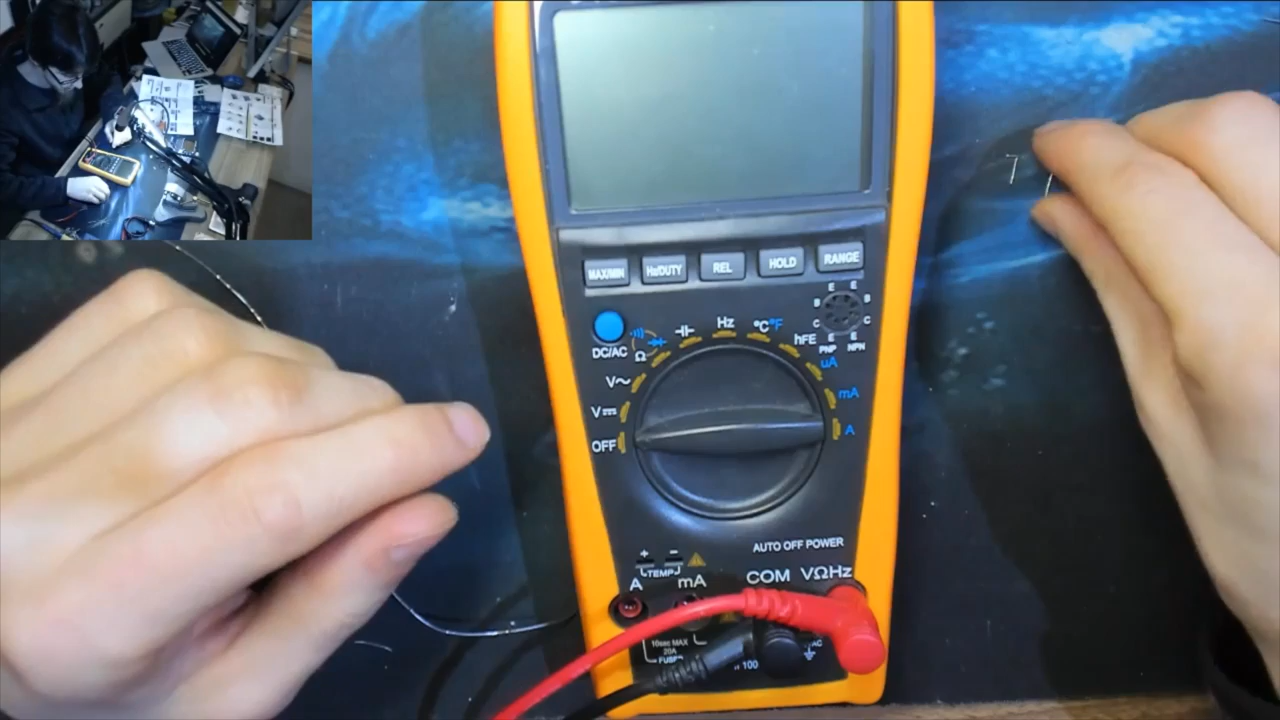 MAX/MIN Hz/DUTY REL HOLD RANGE
E E
B B
C C
E E
PNP NPN
DC/AC Ω Hz °C°F hFE
uA
V~ mA
V A
OFF
AUTO OFF POWER
+ -
TEMP
A mA COM VΩHz
10sec MAX
20A
FUSED